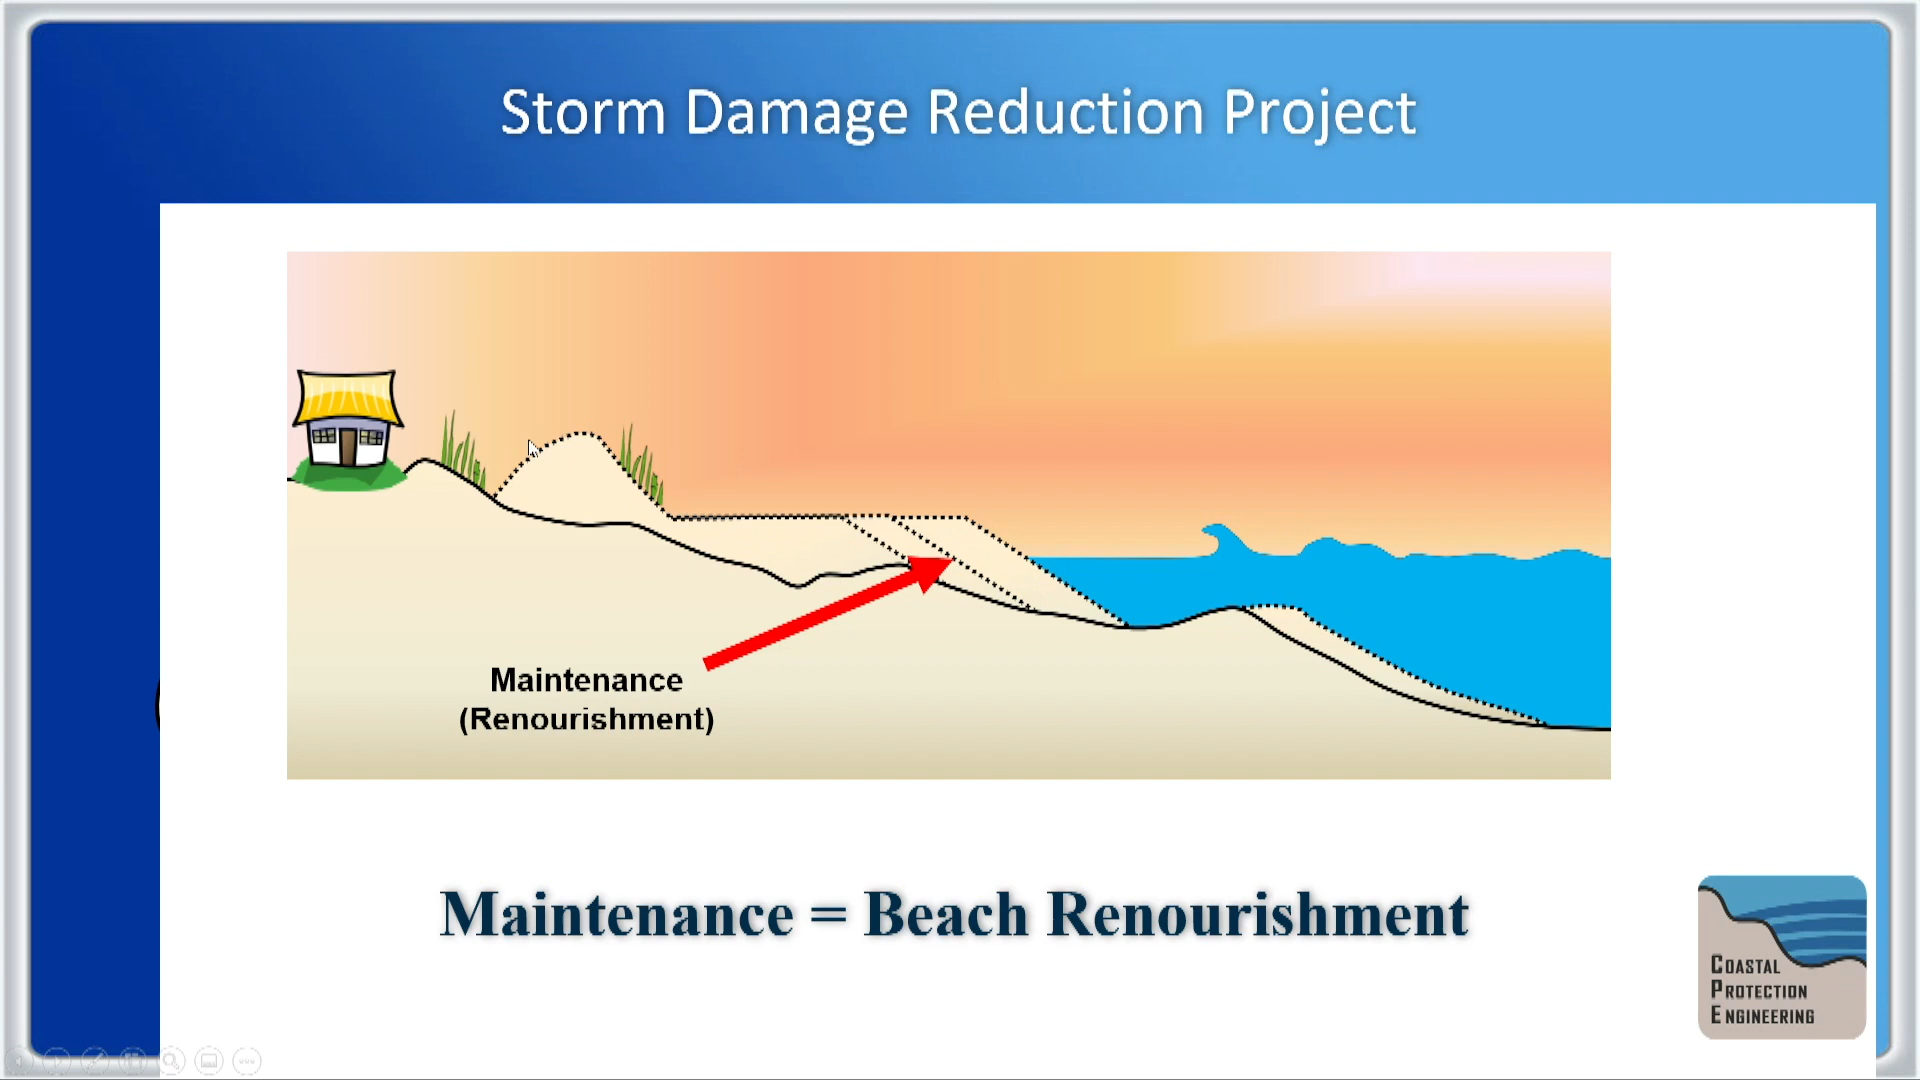 Storm Damage Reduction Project
Maintenance
(Renourishment)
Maintenance = Beach Renourishment
COASTAL
PROTECTION
ENGINEERING